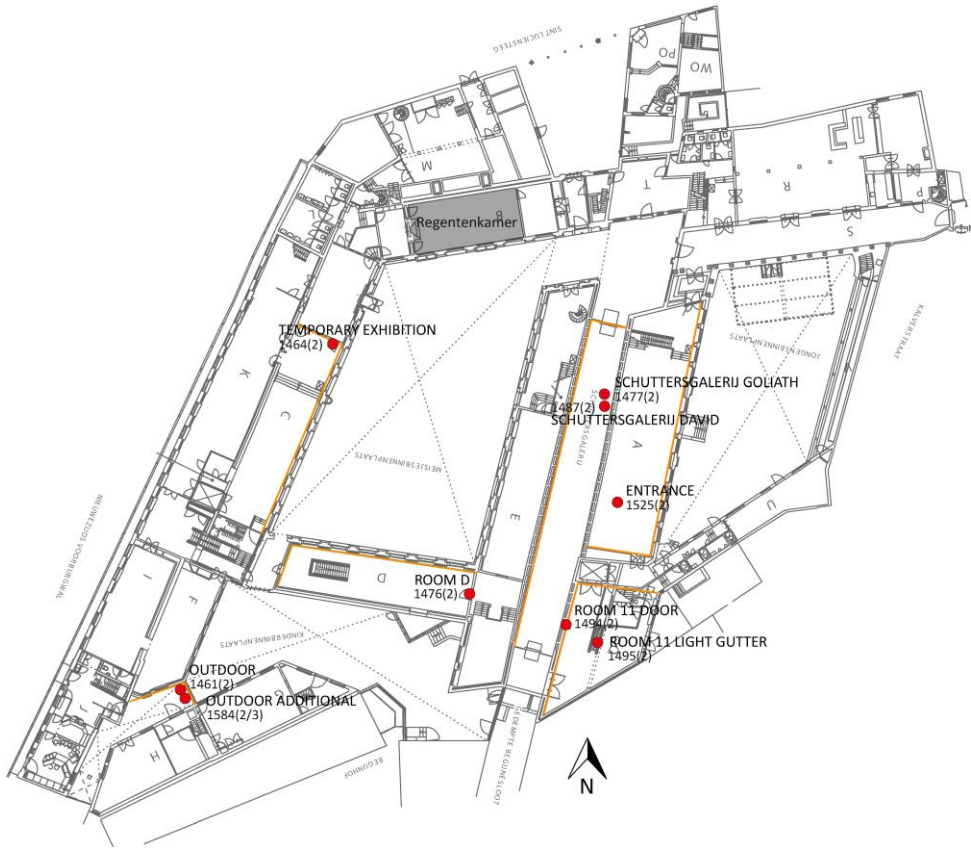 SINT LUCIENSTEEG
PO
WO
M
T
R
P
S
L
B
Regentenkamer
KALVERSTRAAT
JONGENSBINNENPLAATS
TEMPORARY EXHIBITION
1464(2)
K
C
SCHUTTERSGALERIJ GOLIATH
1477(2)
1487(2)
SCHUTTERSGALERIJ DAVID
SCHUTTERSGALERIJ
A
MEISJESBINNENPLAATS
ENTRANCE
1525(2)
E
U
NIEUWEZIJDS VOORBURGWAL
D
ROOM D
1476(2)
I
F
ROOM 11 DOOR
1494(2)
ROOM 11 LIGHT GUTTER
1495(2)
KINDERBINNENPLAATS
OUTDOOR
1461(2)
OUTDOOR ADDITIONAL
1584(2/3)
J
G
H
BEGIJNHOF
GEDEMPTE BEGIJNESLOOT
N